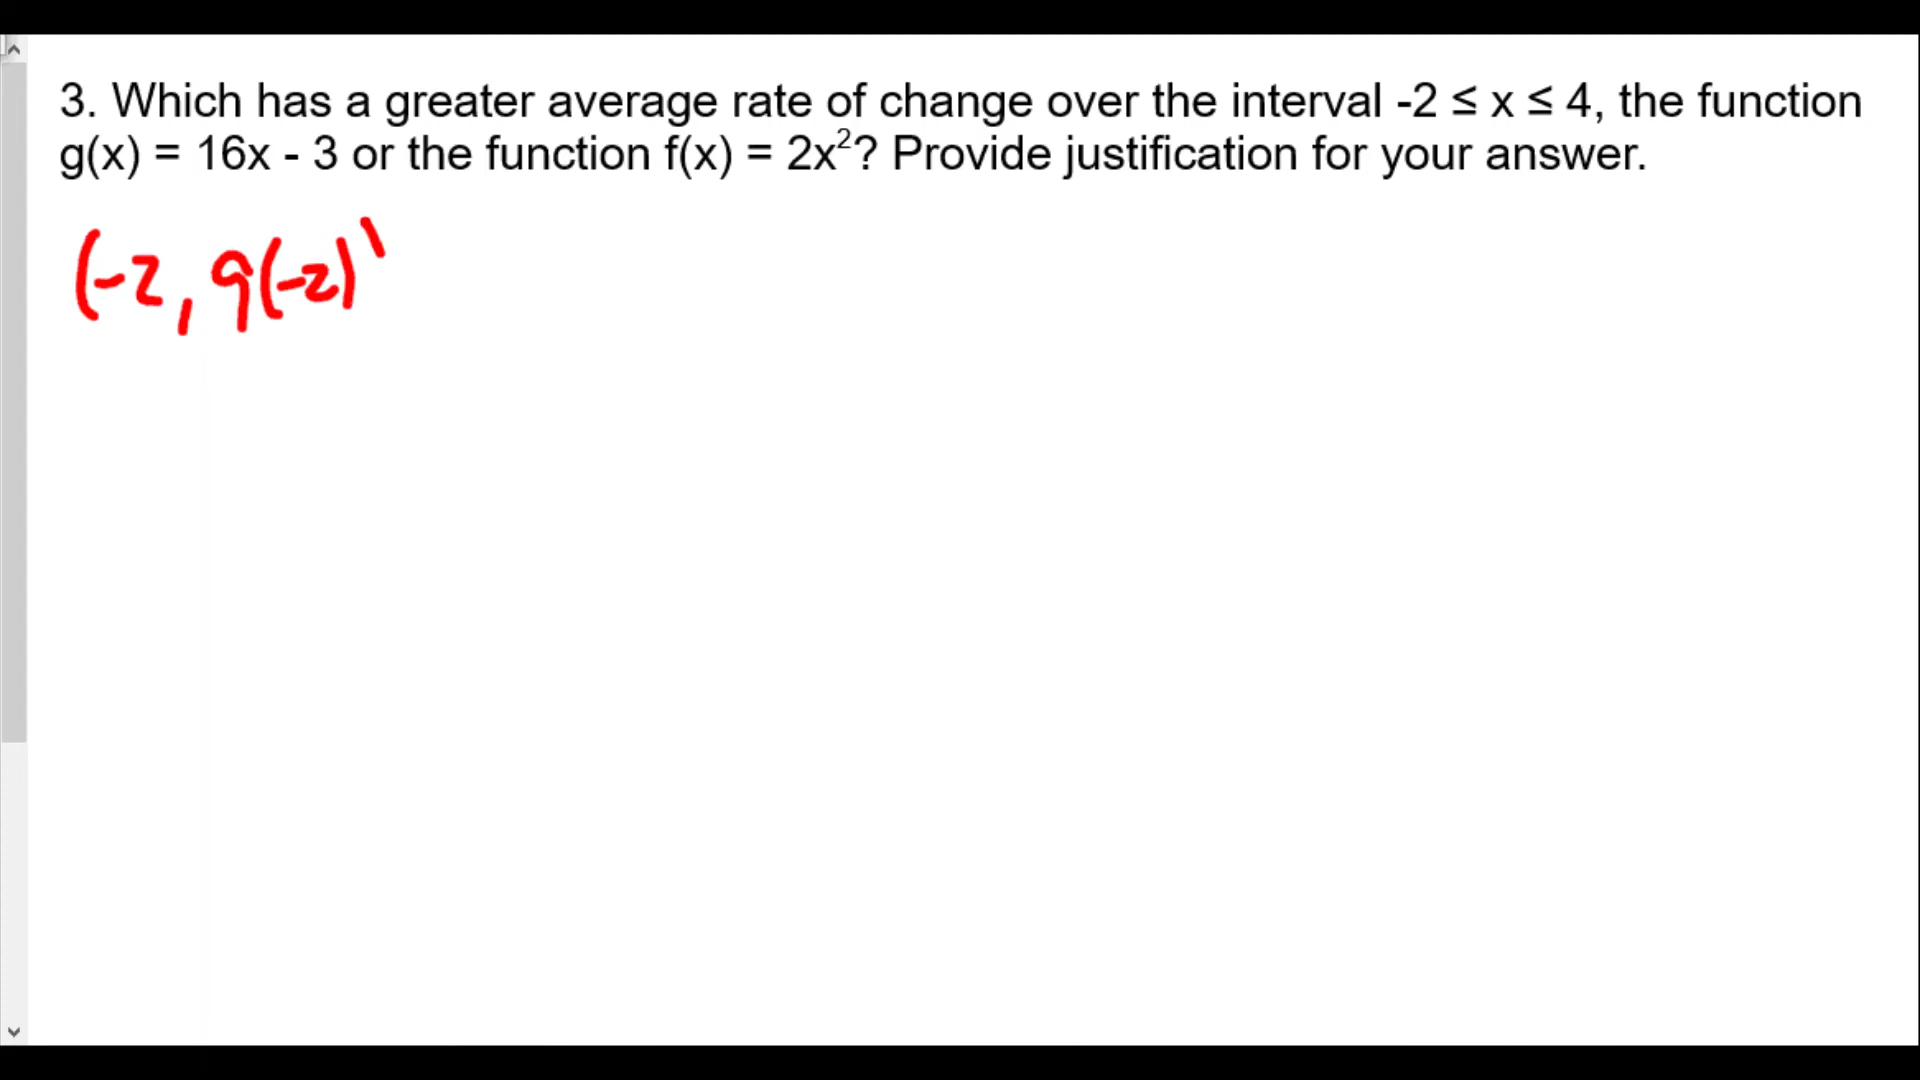 3. Which has a greater average rate of change over the interval -2 ≤ x ≤ 4, the function
g(x) = 16x - 3 or the function f(x) = 2x²? Provide justification for your answer.
(-2, g(-2)